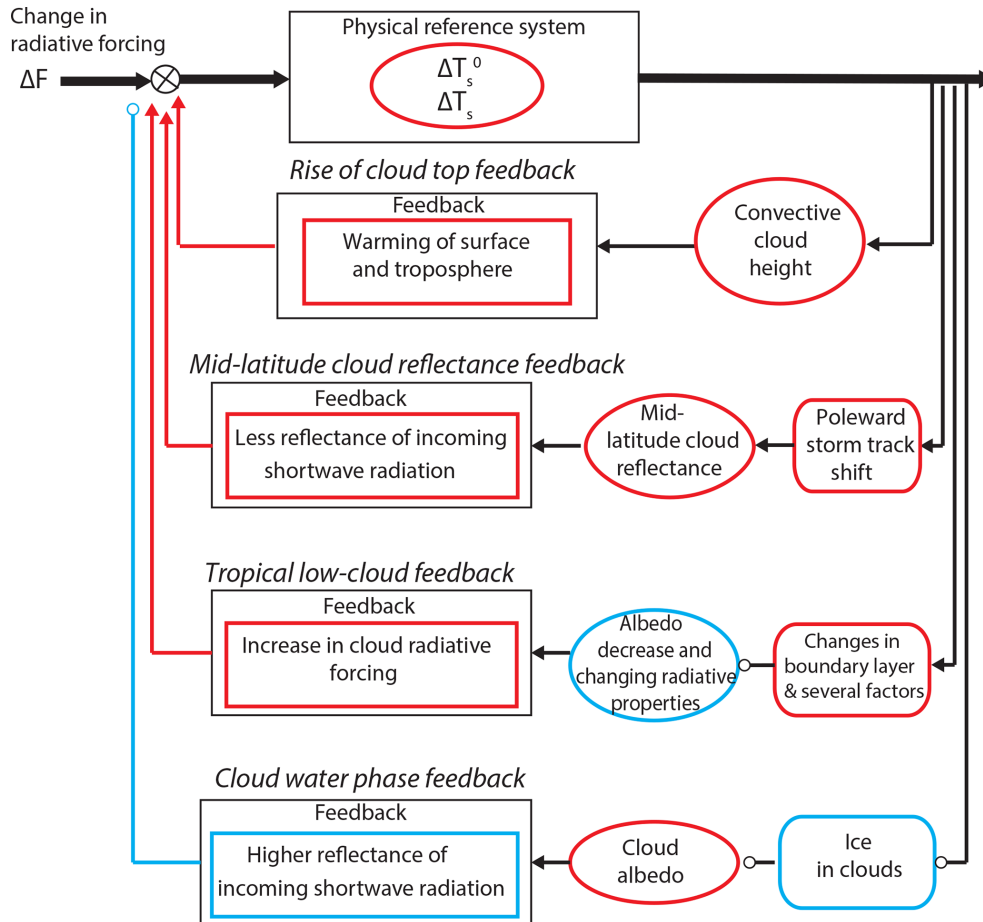 Change in
radiative forcing
ΔF
Physical reference system
ΔTs⁰
ΔTs
Rise of cloud top feedback
Feedback
Warming of surface
and troposphere
Convective
cloud
height
Mid-latitude cloud reflectance feedback
Feedback
Less reflectance of incoming
shortwave radiation
Mid-
latitude cloud
reflectance
Poleward
storm track
shift
Tropical low-cloud feedback
Feedback
Increase in cloud radiative
forcing
Albedo
decrease and
changing radiative
properties
Changes in
boundary layer
& several factors
Cloud water phase feedback
Feedback
Higher reflectance of
incoming shortwave radiation
Cloud
albedo
Ice
in clouds